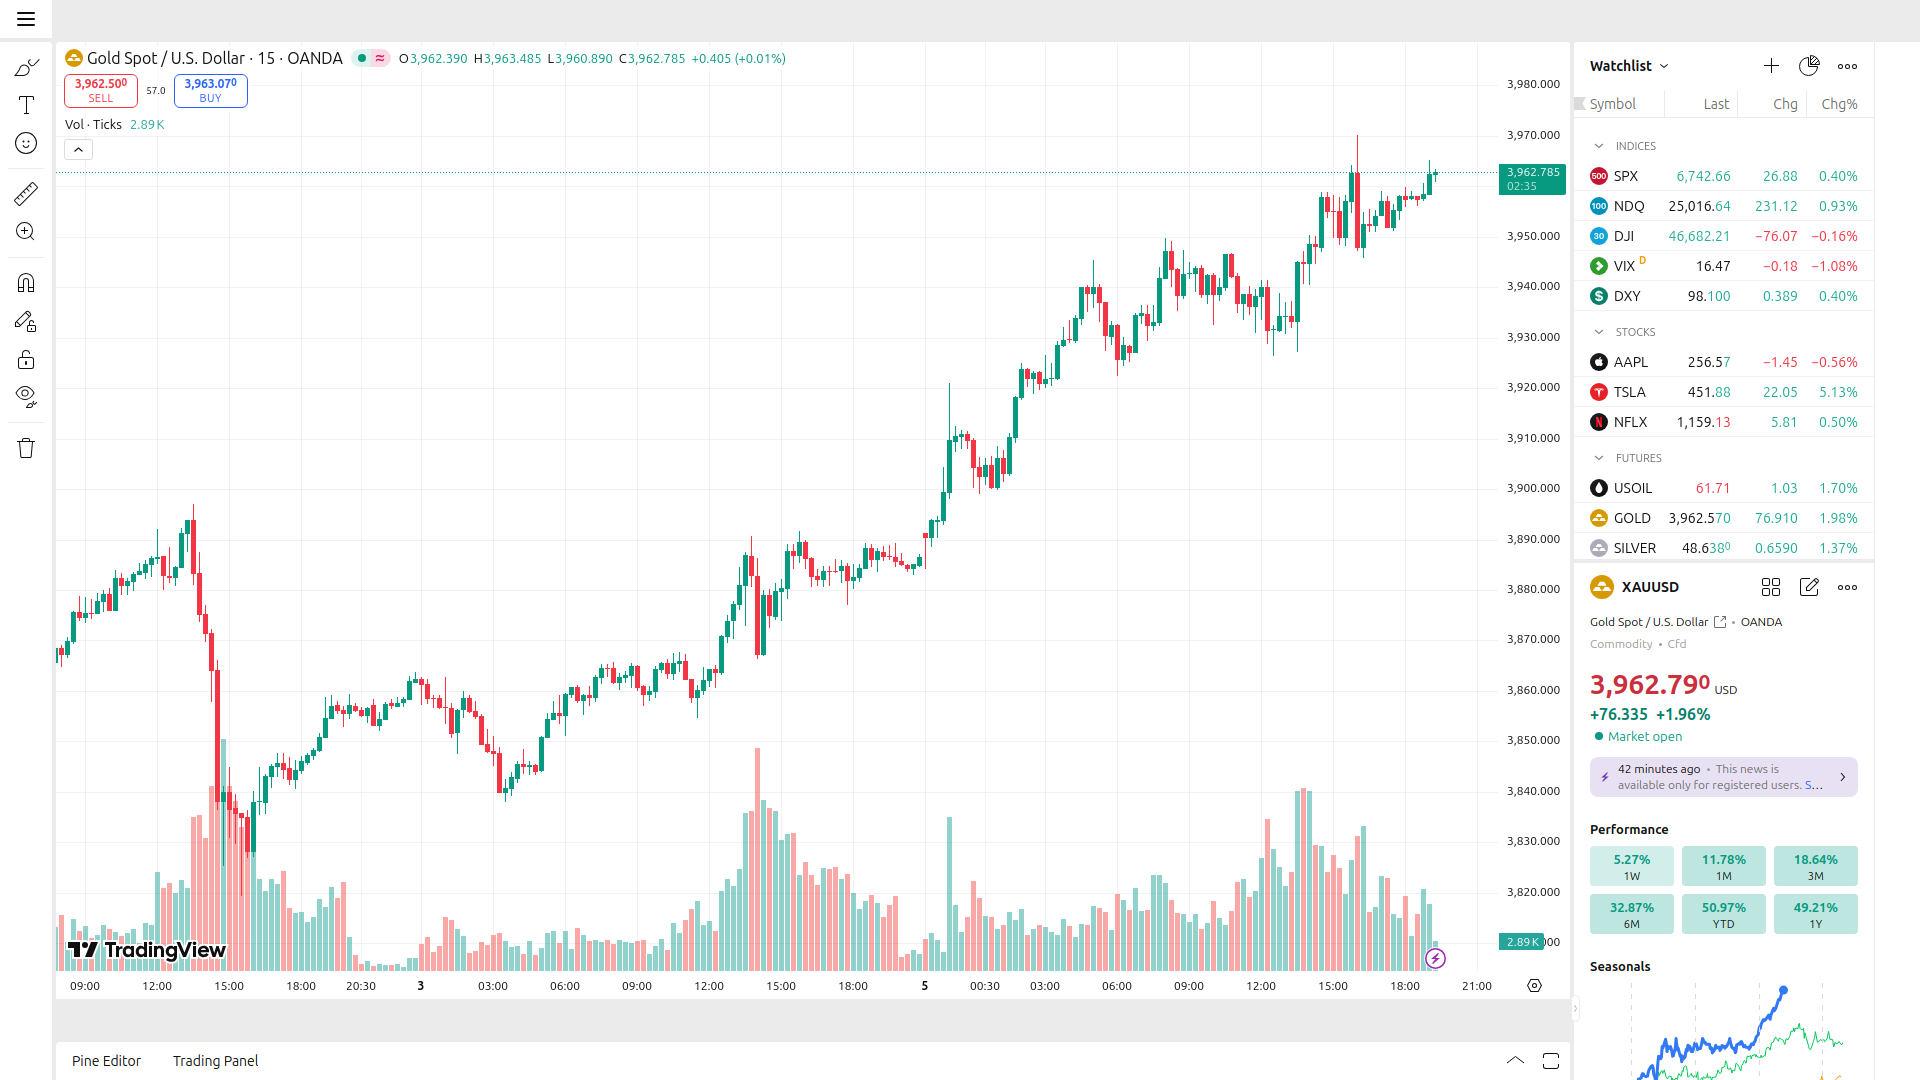 Gold Spot / U.S. Dollar · 15 · OANDA
O3,962.390 H3,963.485 L3,960.890 C3,962.785 +0.405 (+0.01%)
3,962.500
SELL
57.0
3,963.070
BUY
Vol · Ticks 2.89 K
3,980.000
3,970.000
3,962.785
02:35
3,950.000
3,940.000
3,930.000
3,920.000
3,910.000
3,900.000
3,890.000
3,880.000
3,870.000
3,860.000
3,850.000
3,840.000
3,830.000
3,820.000
2.89 K
TradingView
09:00 12:00 15:00 18:00 20:30 3 03:00 06:00 09:00 12:00 15:00 18:00 5 00:30 03:00 06:00 09:00 12:00 15:00 18:00 21:00
Pine Editor Trading Panel
Watchlist
Symbol Last Chg Chg%
INDICES
500 SPX 6,742.66 26.88 0.40%
100 NDQ 25,016.64 231.12 0.93%
30 DJI 46,682.21 −76.07 −0.16%
VIX D 16.47 −0.18 −1.08%
$ DXY 98.100 0.389 0.40%
STOCKS
AAPL 256.57 −1.45 −0.56%
TSLA 451.88 22.05 5.13%
N NFLX 1,159.13 5.81 0.50%
FUTURES
USOIL 61.71 1.03 1.70%
GOLD 3,962.570 76.910 1.98%
SILVER 48.6380 0.6590 1.37%
XAUUSD
Gold Spot / U.S. Dollar • OANDA
Commodity • Cfd
3,962.790 USD
+76.335 +1.96%
Market open
42 minutes ago • This news is
available only for registered users. S…
Performance
5.27% 11.78% 18.64%
1W 1M 3M
32.87% 50.97% 49.21%
6M YTD 1Y
Seasonals